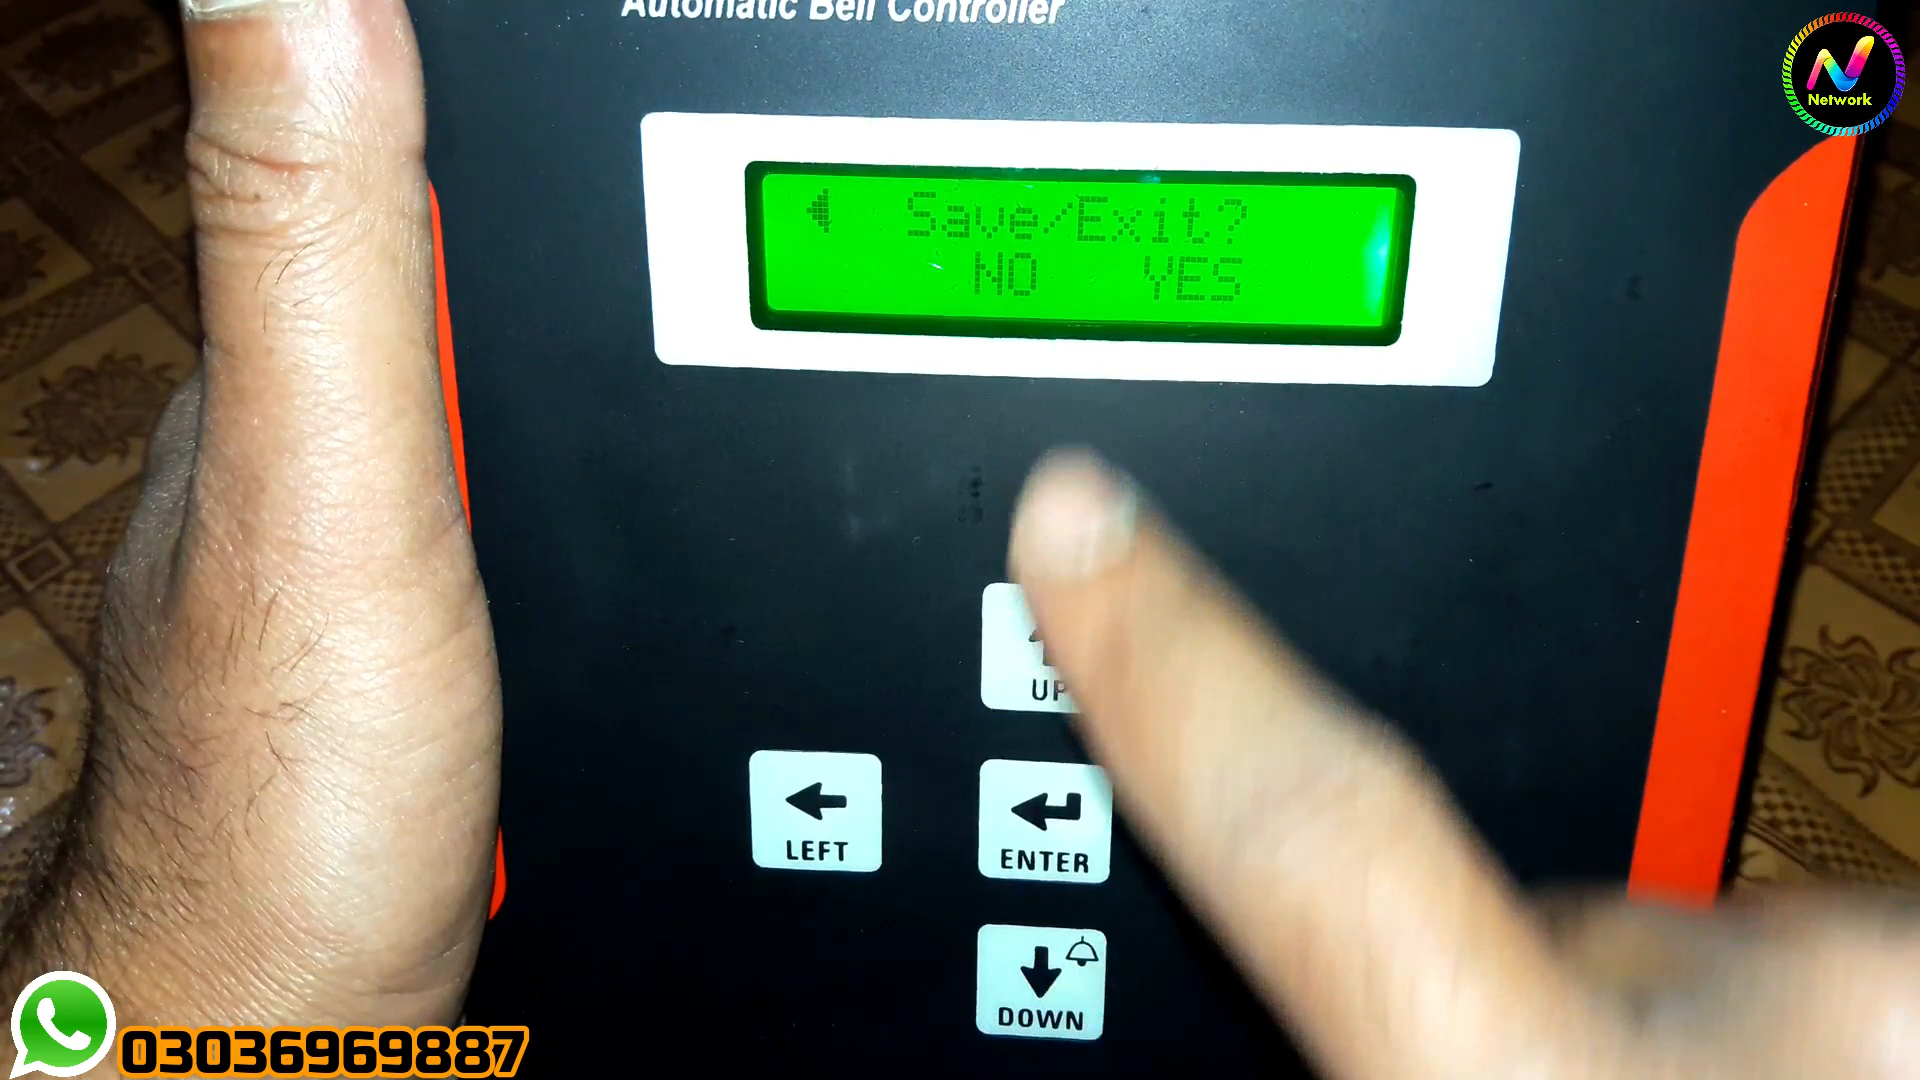 Automatic Bell Controller
Network
Save/Exit?
NO YES
UP
LEFT
ENTER
DOWN
03036969887